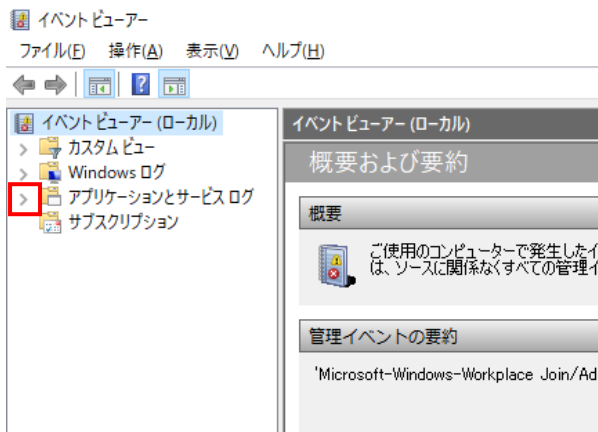 イベント ビューアー
ファイル(F) 操作(A) 表示(V) ヘルプ(H)
イベント ビューアー (ローカル)
カスタム ビュー
Windows ログ
アプリケーションとサービス ログ
サブスクリプション
イベント ビューアー (ローカル)
概要および要約
概要
ご使用のコンピューターで発生したイ
は、ソースに関係なくすべての管理イ
管理イベントの要約
'Microsoft-Windows-Workplace Join/Ad